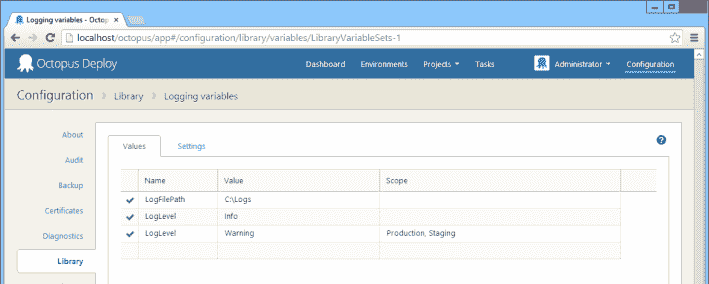 Logging variables - Octop
localhost/octopus/app#/configuration/library/variables/LibraryVariableSets-1
Octopus Deploy Dashboard Environments Projects Tasks Administrator Configuration
Configuration Library Logging variables
About
Audit
Backup
Certificates
Diagnostics
Library
Values Settings
Name Value Scope
LogFilePath C:\Logs
LogLevel Info
LogLevel Warning Production, Staging